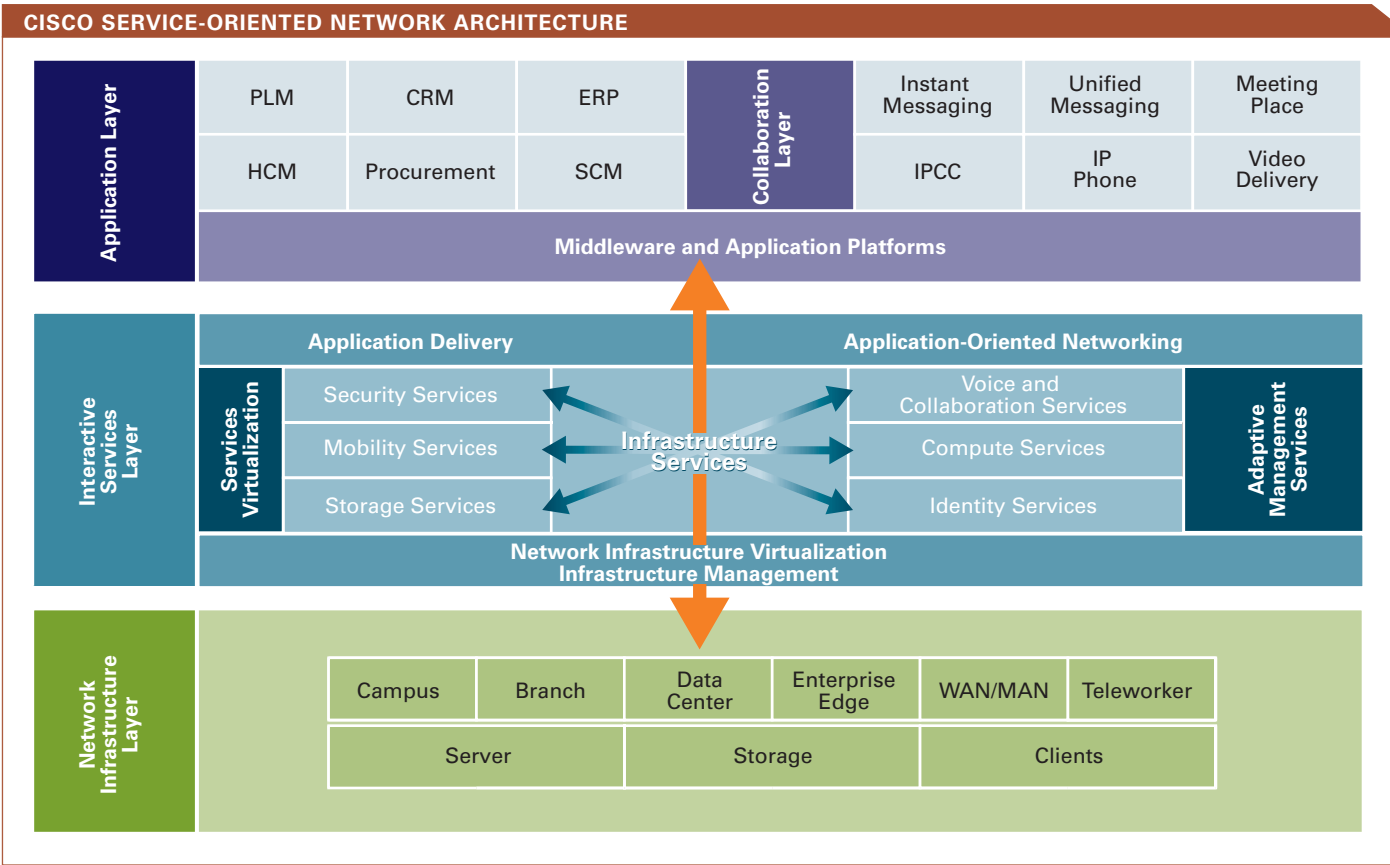 CISCO SERVICE-ORIENTED NETWORK ARCHITECTURE
Application Layer
PLM
CRM
ERP
Collaboration
Layer
Instant
Messaging
Unified
Messaging
Meeting
Place
HCM
Procurement
SCM
IPCC
IP
Phone
Video
Delivery
Middleware and Application Platforms
Interactive
Services
Layer
Application Delivery
Application-Oriented Networking
Services
Virtualization
Security Services
Mobility Services
Storage Services
Infrastructure
Services
Voice and
Collaboration Services
Compute Services
Identity Services
Adaptive
Management
Services
Network Infrastructure Virtualization
Infrastructure Management
Network
Infrastructure
Layer
Campus
Branch
Data
Center
Enterprise
Edge
WAN/MAN
Teleworker
Server
Storage
Clients